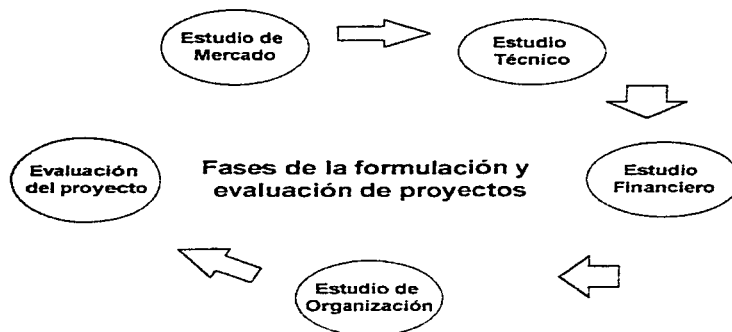 Estudio de
Mercado
Estudio
Técnico
Estudio
Financiero
Estudio de
Organización
Evaluación
del proyecto
Fases de la formulación y
evaluación de proyectos